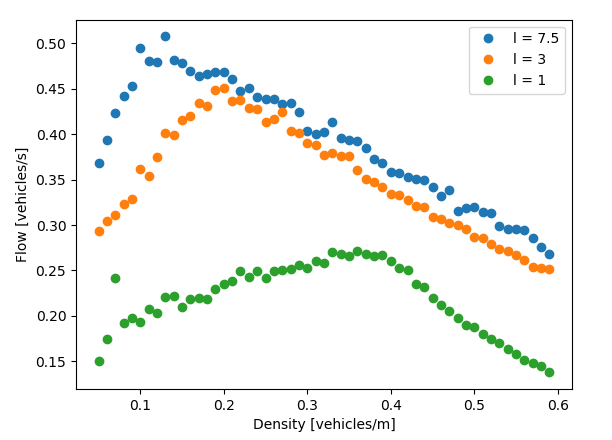 l = 7.5
l = 3
l = 1
0.50
0.45
0.40
0.35
0.30
0.25
0.20
0.15
Flow [vehicles/s]
0.1 0.2 0.3 0.4 0.5 0.6
Density [vehicles/m]